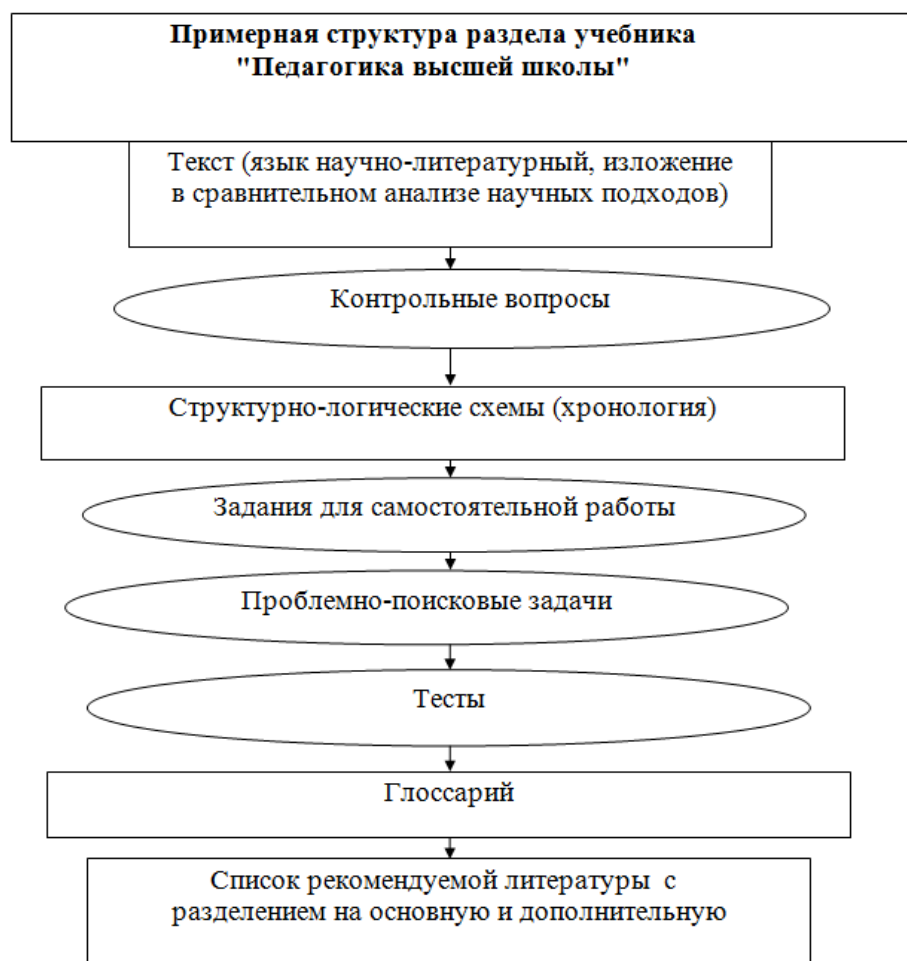 Примерная структура раздела учебника
"Педагогика высшей школы"
Текст (язык научно-литературный, изложение
в сравнительном анализе научных подходов)
Контрольные вопросы
Структурно-логические схемы (хронология)
Задания для самостоятельной работы
Проблемно-поисковые задачи
Тесты
Глоссарий
Список рекомендуемой литературы с
разделением на основную и дополнительную